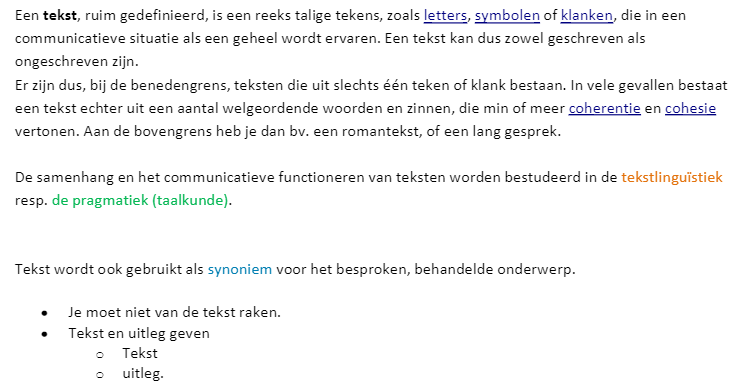 Een tekst, ruim gedefinieerd, is een reeks talige tekens, zoals letters, symbolen of klanken, die in een
communicatieve situatie als een geheel wordt ervaren. Een tekst kan dus zowel geschreven als
ongeschreven zijn.
Er zijn dus, bij de benedengrens, teksten die uit slechts één teken of klank bestaan. In vele gevallen bestaat
een tekst echter uit een aantal welgeordende woorden en zinnen, die min of meer coherentie en cohesie
vertonen. Aan de bovengrens heb je dan bv. een romantekst, of een lang gesprek.
De samenhang en het communicatieve functioneren van teksten worden bestudeerd in de tekstlinguïstiek
resp. de pragmatiek (taalkunde).
Tekst wordt ook gebruikt als synoniem voor het besproken, behandelde onderwerp.
• Je moet niet van de tekst raken.
• Tekst en uitleg geven
o Tekst
o uitleg.